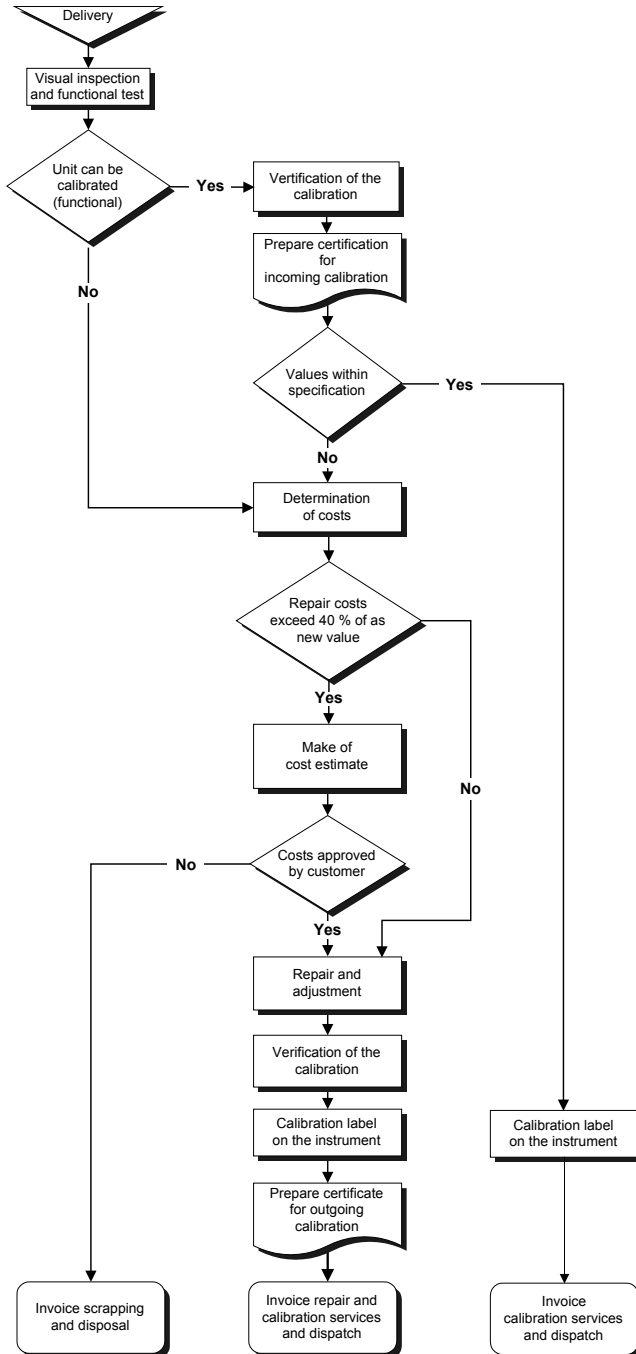 Delivery
Visual inspection
and functional test
Unit can be
calibrated
(functional)
Yes
Vertification of the
calibration
Prepare certification
for
incoming calibration
No
Values within
specification
Yes
No
Determination
of costs
Repair costs
exceed 40 % of as
new value
Yes
Make of
cost estimate
No
Costs approved
by customer
No
Yes
Repair and
adjustment
Verification of the
calibration
Calibration label
on the instrument
Calibration label
on the instrument
Prepare certificate
for outgoing
calibration
Invoice scrapping
and disposal
Invoice repair and
calibration services
and dispatch
Invoice
calibration services
and dispatch